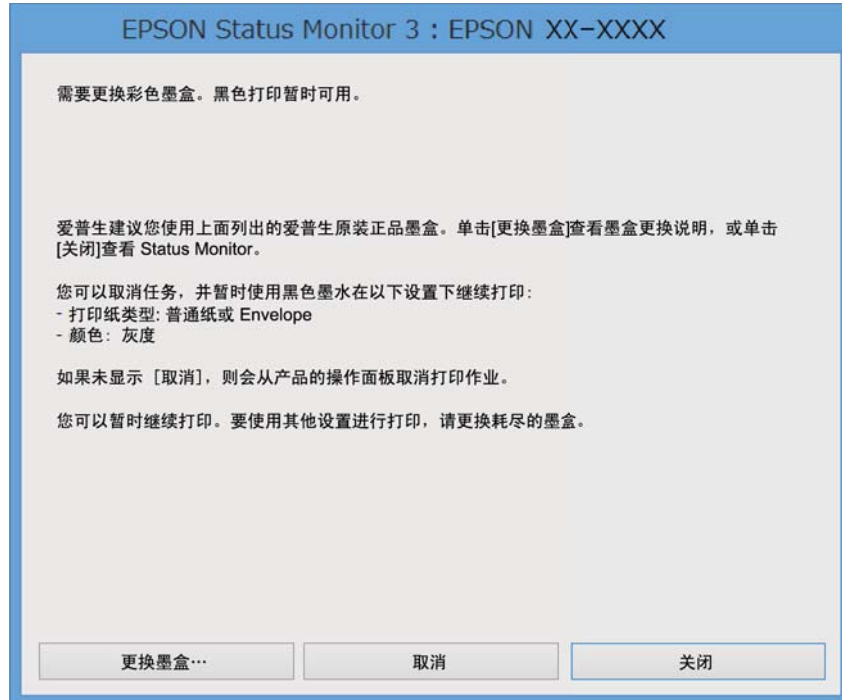 EPSON Status Monitor 3 : EPSON XX-XXXX
需要更换彩色墨盒。黑色打印暂时可用。
爱普生建议您使用上面列出的爱普生原装正品墨盒。单击[更换墨盒]查看墨盒更换说明，或单击
[关闭]查看 Status Monitor。
您可以取消任务，并暂时使用黑色墨水在以下设置下继续打印：
- 打印纸类型: 普通纸或 Envelope
- 颜色：灰度
如果未显示［取消］，则会从产品的操作面板取消打印作业。
您可以暂时继续打印。要使用其他设置进行打印，请更换耗尽的墨盒。
更换墨盒…
取消
关闭